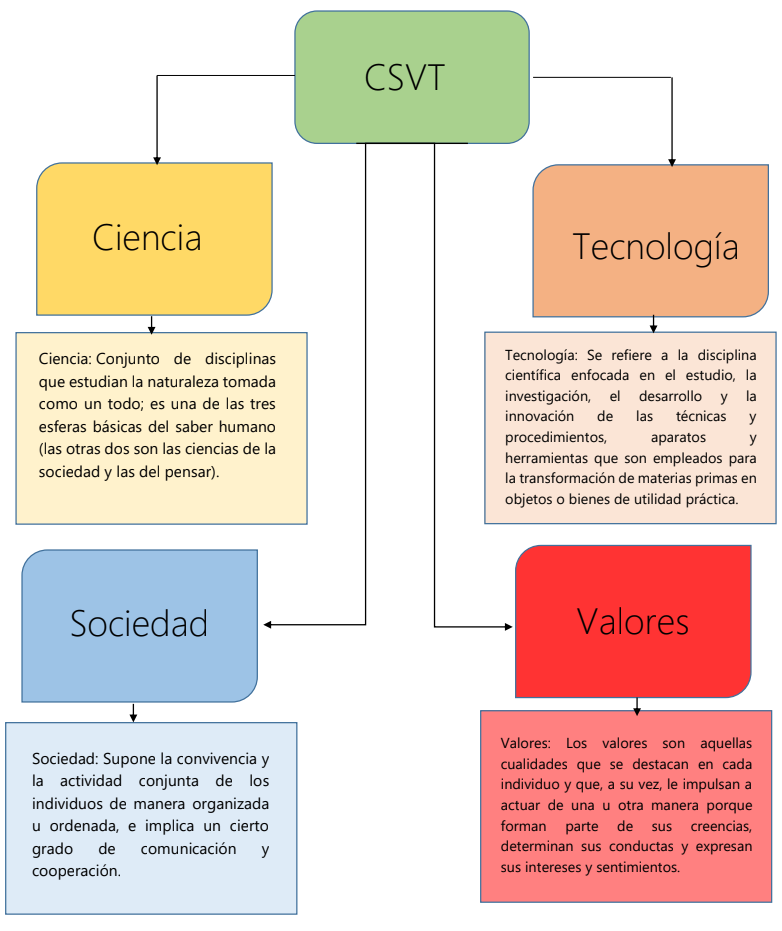 CSVT
Ciencia
Tecnología
Ciencia: Conjunto de disciplinas
que estudian la naturaleza tomada
como un todo; es una de las tres
esferas básicas del saber humano
(las otras dos son las ciencias de la
sociedad y las del pensar).
Tecnología: Se refiere a la disciplina
científica enfocada en el estudio, la
investigación, el desarrollo y la
innovación de las técnicas y
procedimientos, aparatos y
herramientas que son empleados para
la transformación de materias primas en
objetos o bienes de utilidad práctica.
Sociedad
Valores
Sociedad: Supone la convivencia y
la actividad conjunta de los
individuos de manera organizada
u ordenada, e implica un cierto
grado de comunicación y
cooperación.
Valores: Los valores son aquellas
cualidades que se destacan en cada
individuo y que, a su vez, le impulsan a
actuar de una u otra manera porque
forman parte de sus creencias,
determinan sus conductas y expresan
sus intereses y sentimientos.